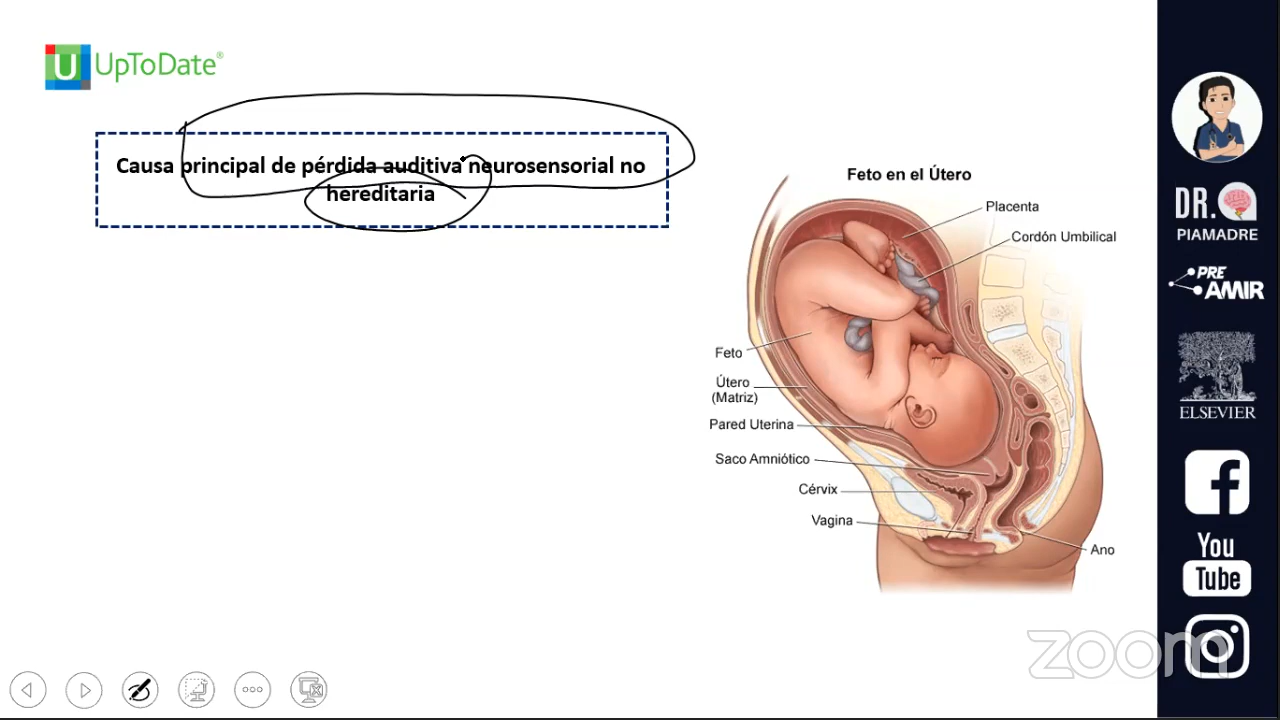 UpToDate®
Causa principal de pérdida auditiva neurosensorial no
hereditaria
Feto en el Útero
Placenta
Cordón Umbilical
Feto
Útero
(Matriz)
Pared Uterina
Saco Amniótico
Cérvix
Vagina
Ano
DR.
PIAMADRE
PRE
AMIR
ELSEVIER
You
Tube
zoom